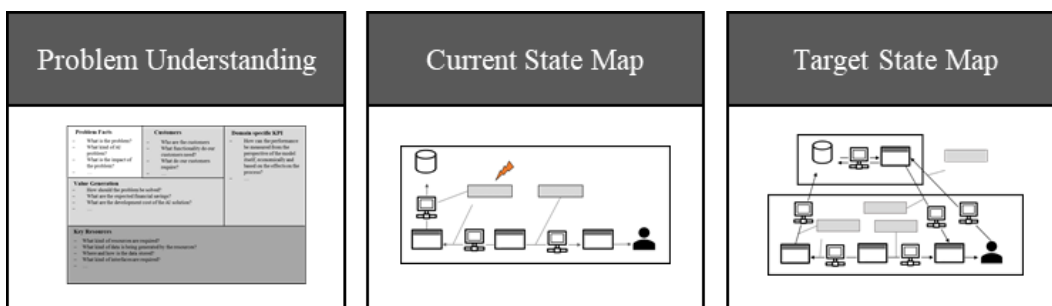 Problem Understanding
Current State Map
Target State Map
Problem Facts
- What is the problem?
- What kind of AI
problem?
- What is the impact of
the problem?
- ...
Customers
- Who are the customers
- What functionality do our
customers need?
- What do our customers
require?
- ...
Domain specific KPI
- How can the performance
be measured from the
perspective of the model
itself, economically and
based on the effects on the
process?
- ...
Value Generation
- How should the problem be solved?
- What are the expected financial savings?
- What are the development cost of the AI solution?
- ...
Key Resources
- What kind of resources are required?
- What kind of data is being generated by the resources?
- Where and how is the data stored?
- What kind of interfaces are required?
- ...